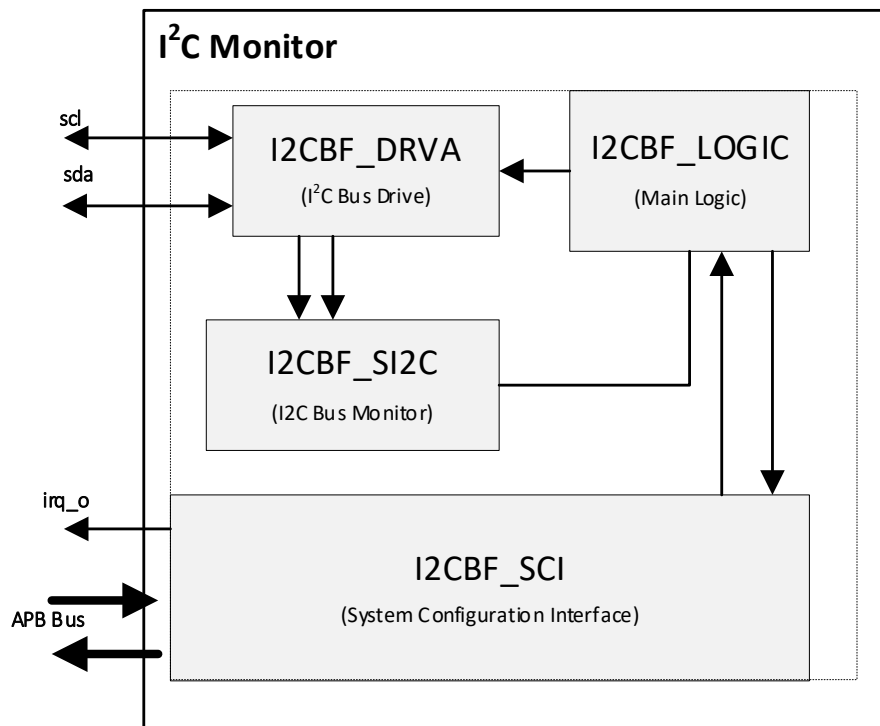 I²C Monitor
scl
sda
I2CBF_DRVA
(I²C Bus Drive)
I2CBF_LOGIC
(Main Logic)
I2CBF_SI2C
(I2C Bus Monitor)
irq_o
APB Bus
I2CBF_SCI
(System Configuration Interface)